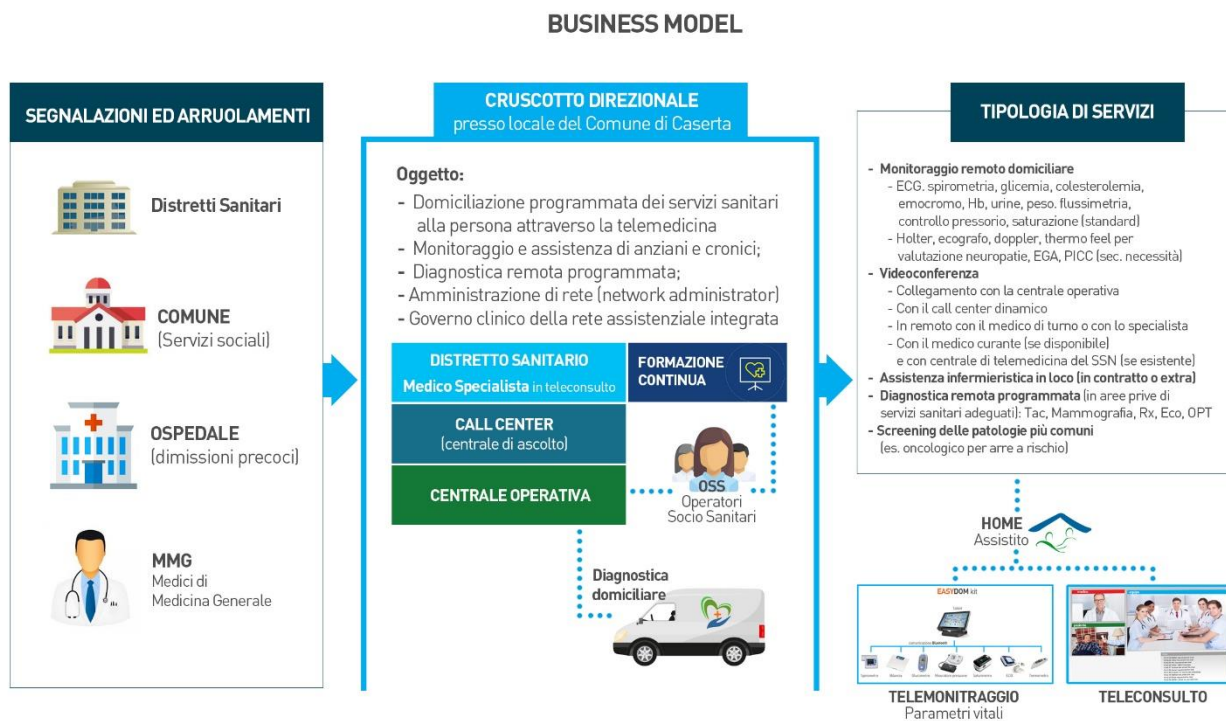 BUSINESS MODEL
SEGNALAZIONI ED ARRUOLAMENTI
Distretti Sanitari
COMUNE
(Servizi sociali)
OSPEDALE
(dimissioni precoci)
MMG
Medici di
Medicina Generale
CRUSCOTTO DIREZIONALE
presso locale del Comune di Caserta
Oggetto:
- Domiciliazione programmata dei servizi sanitari
alla persona attraverso la telemedicina
- Monitoraggio e assistenza di anziani e cronici;
- Diagnostica remota programmata;
- Amministrazione di rete (network administrator)
- Governo clinico della rete assistenziale integrata
DISTRETTO SANITARIO
Medico Specialista in teleconsulto
FORMAZIONE
CONTINUA
CALL CENTER
(centrale di ascolto)
CENTRALE OPERATIVA
OSS
Operatori
Socio Sanitari
Diagnostica
domiciliare
TIPOLOGIA DI SERVIZI
- Monitoraggio remoto domiciliare
- ECG. spirometria, glicemia, colesterolemia,
emocromo, Hb, urine, peso. flussimetria,
controllo pressorio, saturazione (standard)
- Holter, ecografo, doppler, thermo feel per
valutazione neuropatie, EGA, PICC (sec. necessità)
- Videoconferenza
- Collegamento con la centrale operativa
- Con il call center dinamico
- In remoto con il medico di turno o con lo specialista
- Con il medico curante (se disponibile)
e con centrale di telemedicina del SSN (se esistente)
- Assistenza infermieristica in loco (in contratto o extra)
- Diagnostica remota programmata (in aree prive di
servizi sanitari adeguati): Tac, Mammografia, Rx, Eco, OPT
- Screening delle patologie più comuni
(es. oncologico per arre a rischio)
HOME
Assistito
EASYDOM kit
TELEMONITRAGGIO
Parametri vitali
TELECONSULTO